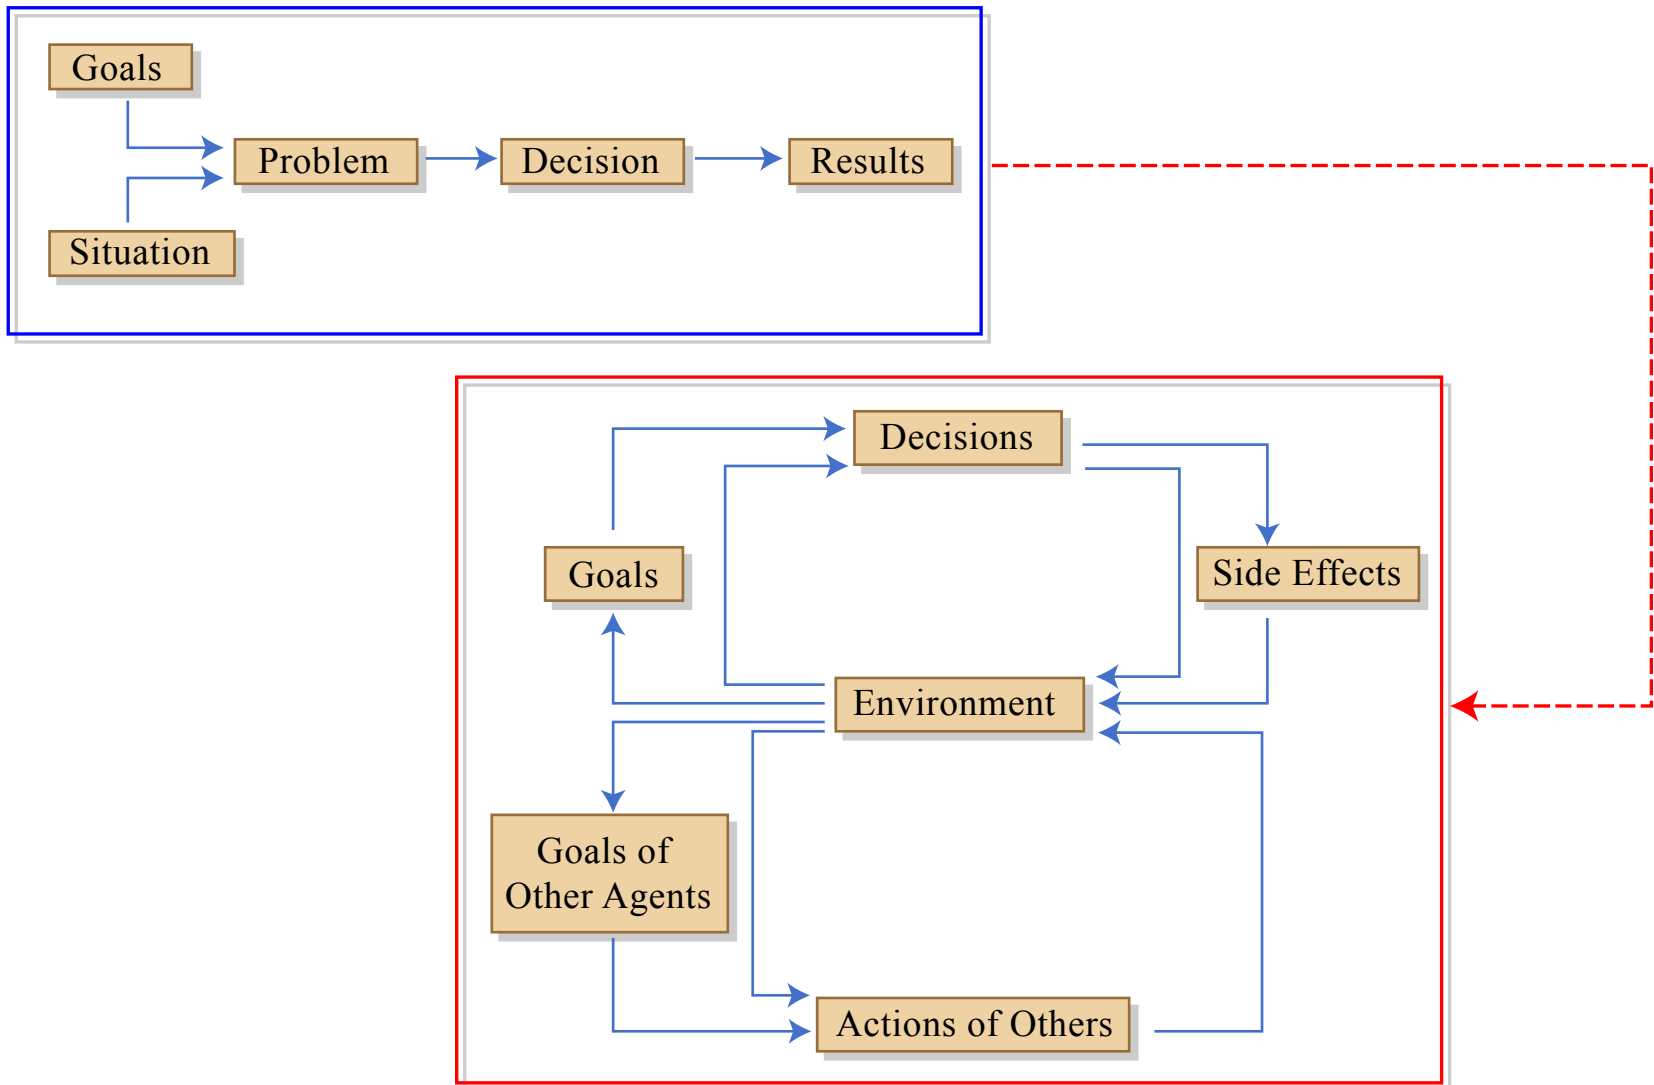 Goals
Problem
Decision
Results
Situation
Decisions
Goals
Side Effects
Environment
Goals of
Other Agents
Actions of Others